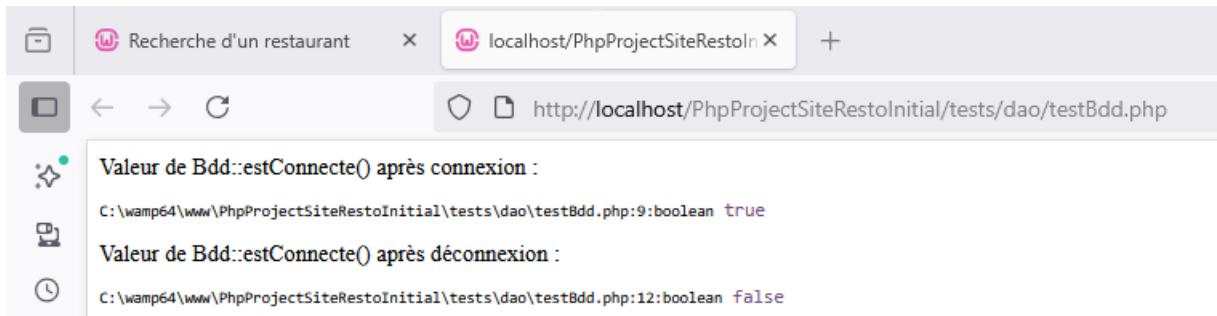 Recherche d'un restaurant
localhost/PhpProjectSiteRestoIn
http://localhost/PhpProjectSiteRestoInitial/tests/dao/testBdd.php
Valeur de Bdd::estConnecte() après connexion :
C:\wamp64\www\PhpProjectSiteRestoInitial\tests\dao\testBdd.php:9:boolean true
Valeur de Bdd::estConnecte() après déconnexion :
C:\wamp64\www\PhpProjectSiteRestoInitial\tests\dao\testBdd.php:12:boolean false